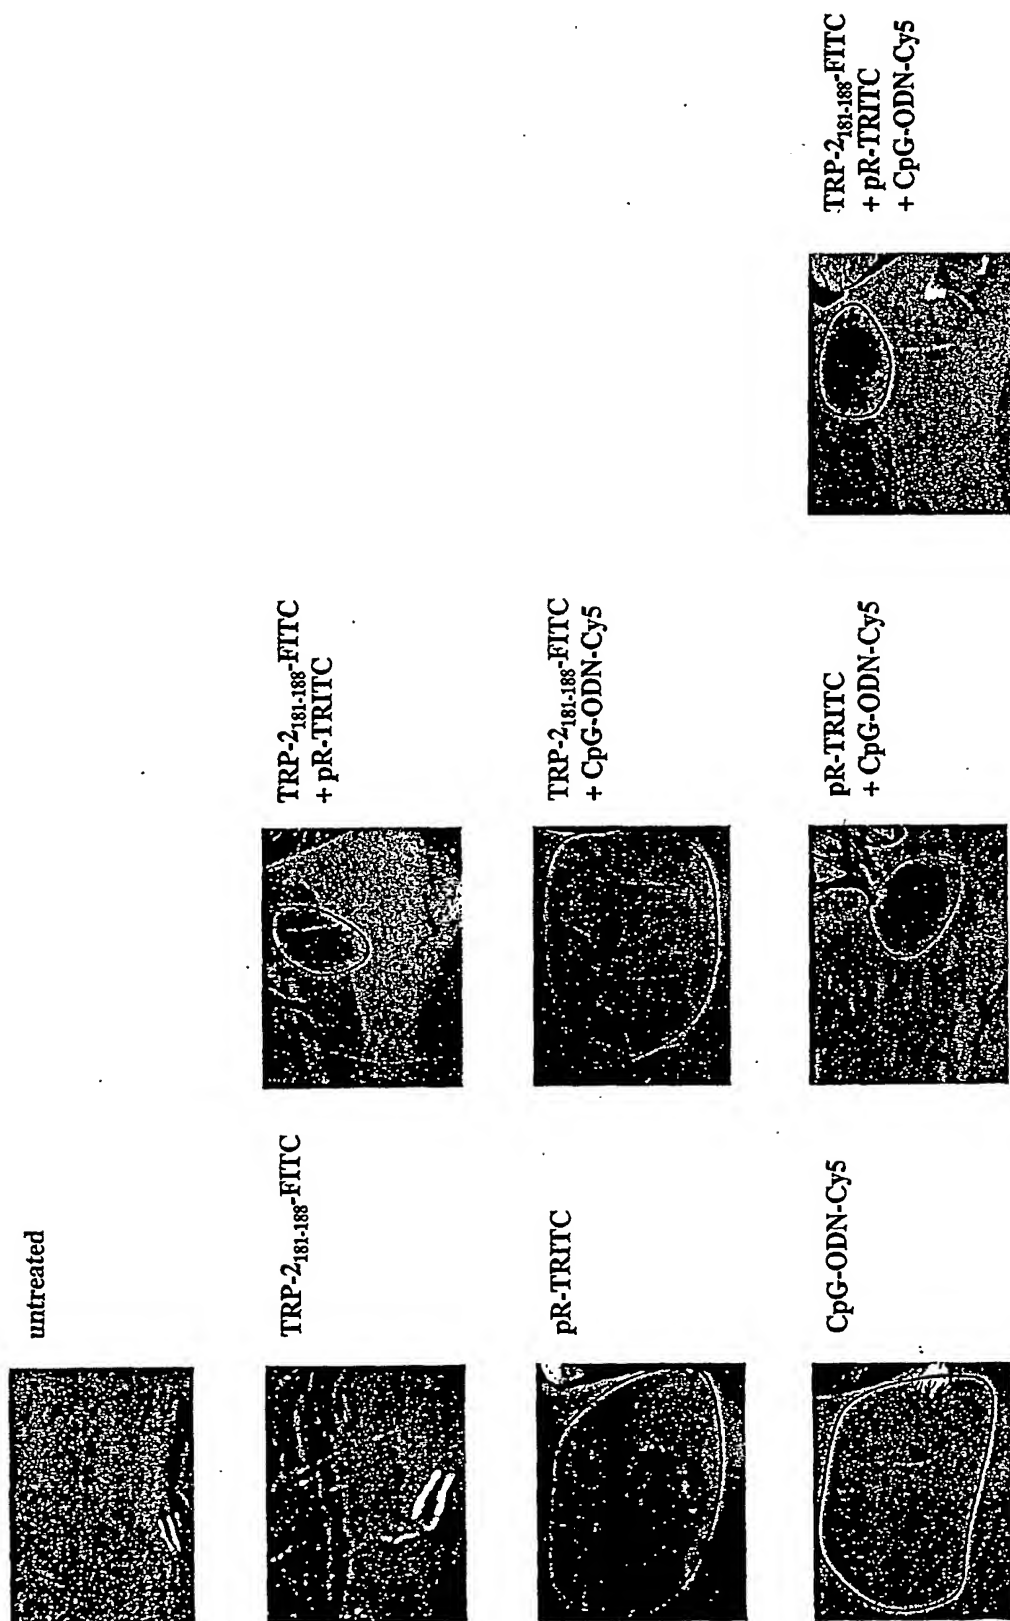 untreated
TRP-2181-188-FITC
pR-TRITC
CpG-ODN-Cy5
TRP-2181-188-FITC
+ pR-TRITC
TRP-2181-188-FITC
+ CpG-ODN-Cy5
pR-TRITC
+ CpG-ODN-Cy5
TRP-2181-188-FITC
+ pR-TRITC
+ CpG-ODN-Cy5